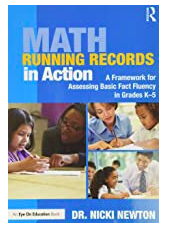 R
MATH
RUNNING RECORDS
in Action
A Framework for
Assessing Basic Fact Fluency
in Grades K–5
DR. NICKI NEWTON
An Eye On Education Book